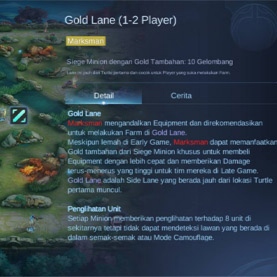 Gold Lane (1-2 Player)
Marksman
Siege Minion dengan Gold Tambahan: 10 Gelombang
Detail
Cerita
Gold Lane
Marksman mengandalkan Equipment dan direkomendasikan
untuk melakukan Farm di Gold Lane.
Meskipun lemah di Early Game, Marksman dapat memanfaatkan
Gold tambahan dari Siege Minion khusus untuk membeli
Equipment dengan lebih cepat dan memberikan Damage
terus-menerus yang tinggi untuk tim mereka di Late Game.
Gold Lane adalah Side Lane yang berada jauh dari lokasi Turtle
pertama muncul.
Penglihatan Unit
Setiap Minion memberikan penglihatan terhadap 8 unit di
sekitarnya tetapi tidak dapat mendeteksi lawan yang berada di
dalam semak-semak atau Mode Camouflage.